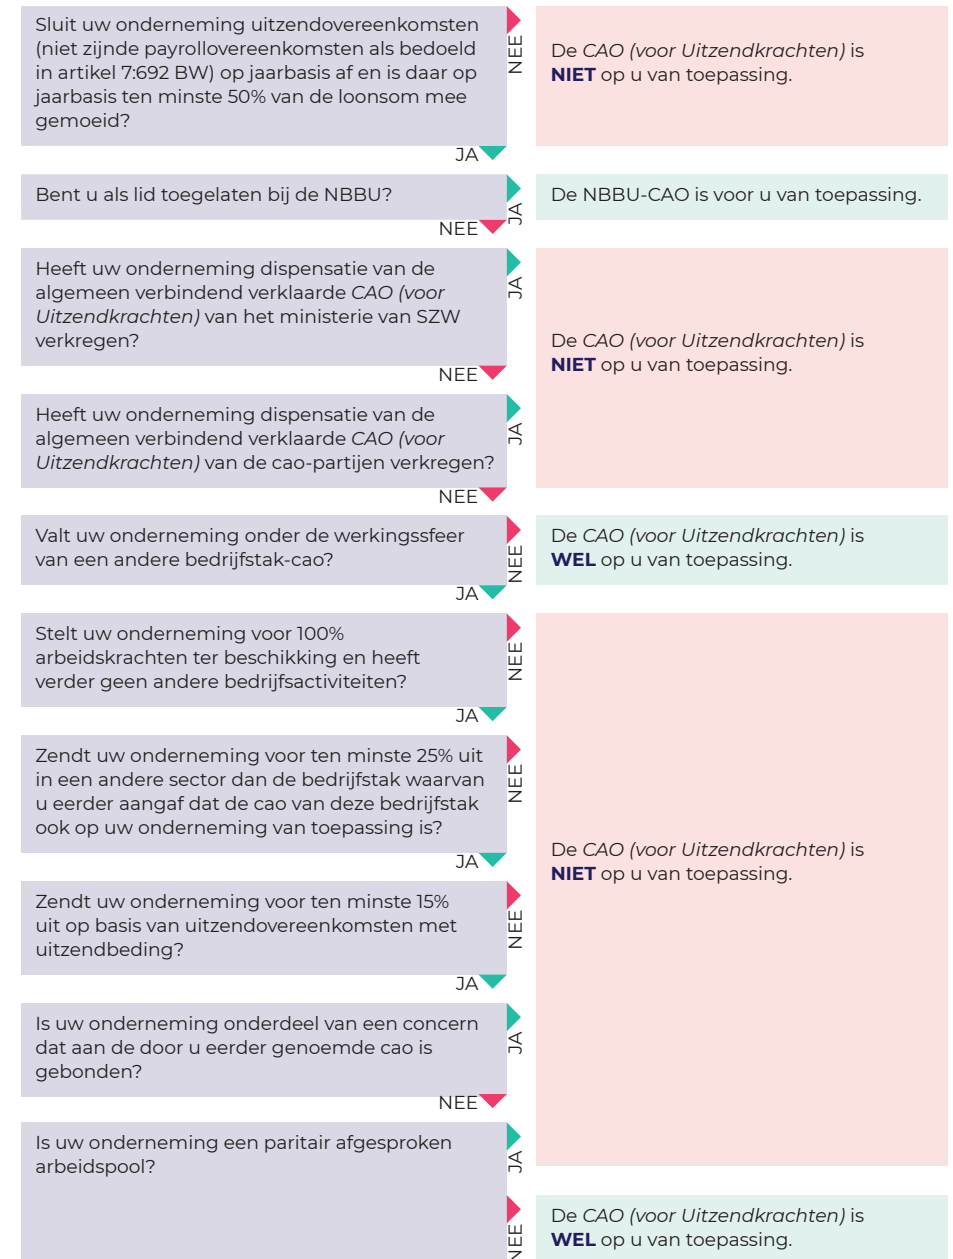 Sluit uw onderneming uitzendovereenkomsten
(niet zijnde payrollovereenkomsten als bedoeld
in artikel 7:692 BW) op jaarbasis af en is daar op
jaarbasis ten minste 50% van de loonsom mee
gemoeid?
NEE
De CAO (voor Uitzendkrachten) is
NIET op u van toepassing.
JA
Bent u als lid toegelaten bij de NBBU?
JA
De NBBU-CAO is voor u van toepassing.
NEE
Heeft uw onderneming dispensatie van de
algemeen verbindend verklaarde CAO (voor
Uitzendkrachten) van het ministerie van SZW
verkregen?
JA
De CAO (voor Uitzendkrachten) is
NIET op u van toepassing.
NEE
Heeft uw onderneming dispensatie van de
algemeen verbindend verklaarde CAO (voor
Uitzendkrachten) van de cao-partijen verkregen?
JA
NEE
Valt uw onderneming onder de werkingssfeer
van een andere bedrijfstak-cao?
NEE
De CAO (voor Uitzendkrachten) is
WEL op u van toepassing.
JA
Stelt uw onderneming voor 100%
arbeidskrachten ter beschikking en heeft
verder geen andere bedrijfsactiviteiten?
NEE
JA
Zendt uw onderneming voor ten minste 25% uit
in een andere sector dan de bedrijfstak waarvan
u eerder aangaf dat de cao van deze bedrijfstak
ook op uw onderneming van toepassing is?
NEE
JA
De CAO (voor Uitzendkrachten) is
NIET op u van toepassing.
Zendt uw onderneming voor ten minste 15%
uit op basis van uitzendovereenkomsten met
uitzendbeding?
NEE
JA
Is uw onderneming onderdeel van een concern
dat aan de door u eerder genoemde cao is
gebonden?
JA
NEE
Is uw onderneming een paritair afgesproken
arbeidspool?
JA
NEE
De CAO (voor Uitzendkrachten) is
WEL op u van toepassing.